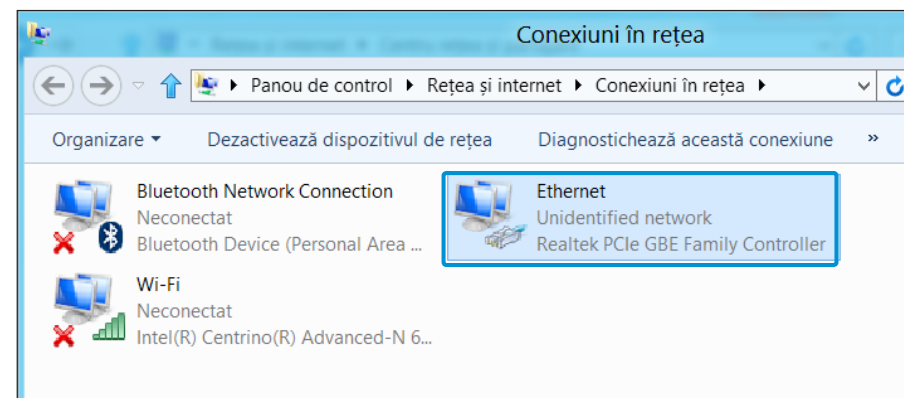 Conexiuni în rețea
Panou de control Rețea și internet Conexiuni în rețea
Organizare Dezactivează dispozitivul de rețea Diagnostichează această conexiune »
Bluetooth Network Connection
Neconectat
Bluetooth Device (Personal Area ...
Ethernet
Unidentified network
Realtek PCIe GBE Family Controller
Wi-Fi
Neconectat
Intel(R) Centrino(R) Advanced-N 6...